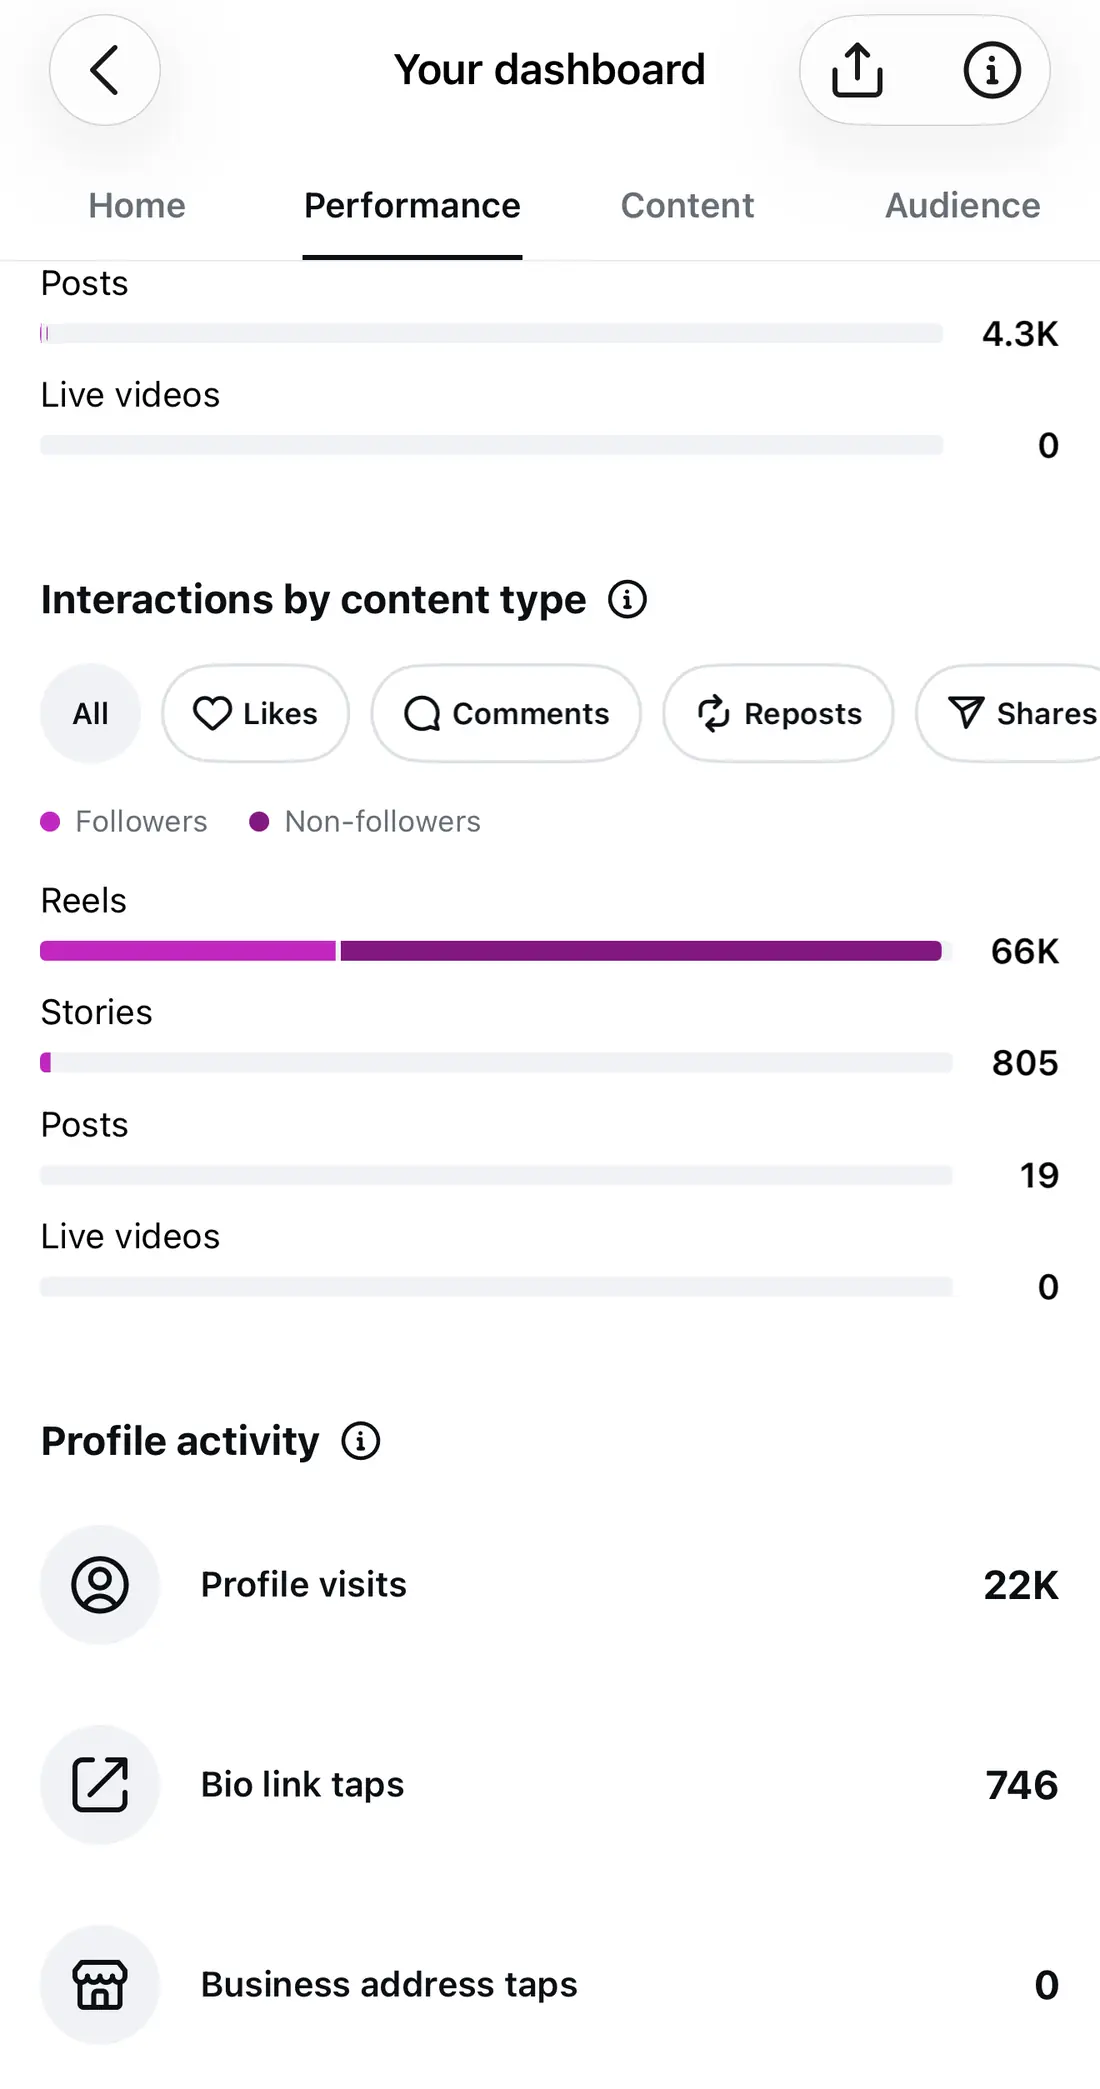 Your dashboard
Home Performance Content Audience
Posts
4.3K
Live videos
0
Interactions by content type
All Likes Comments Reposts Shares
Followers Non-followers
Reels
66K
Stories
805
Posts
19
Live videos
0
Profile activity
Profile visits 22K
Bio link taps 746
Business address taps 0